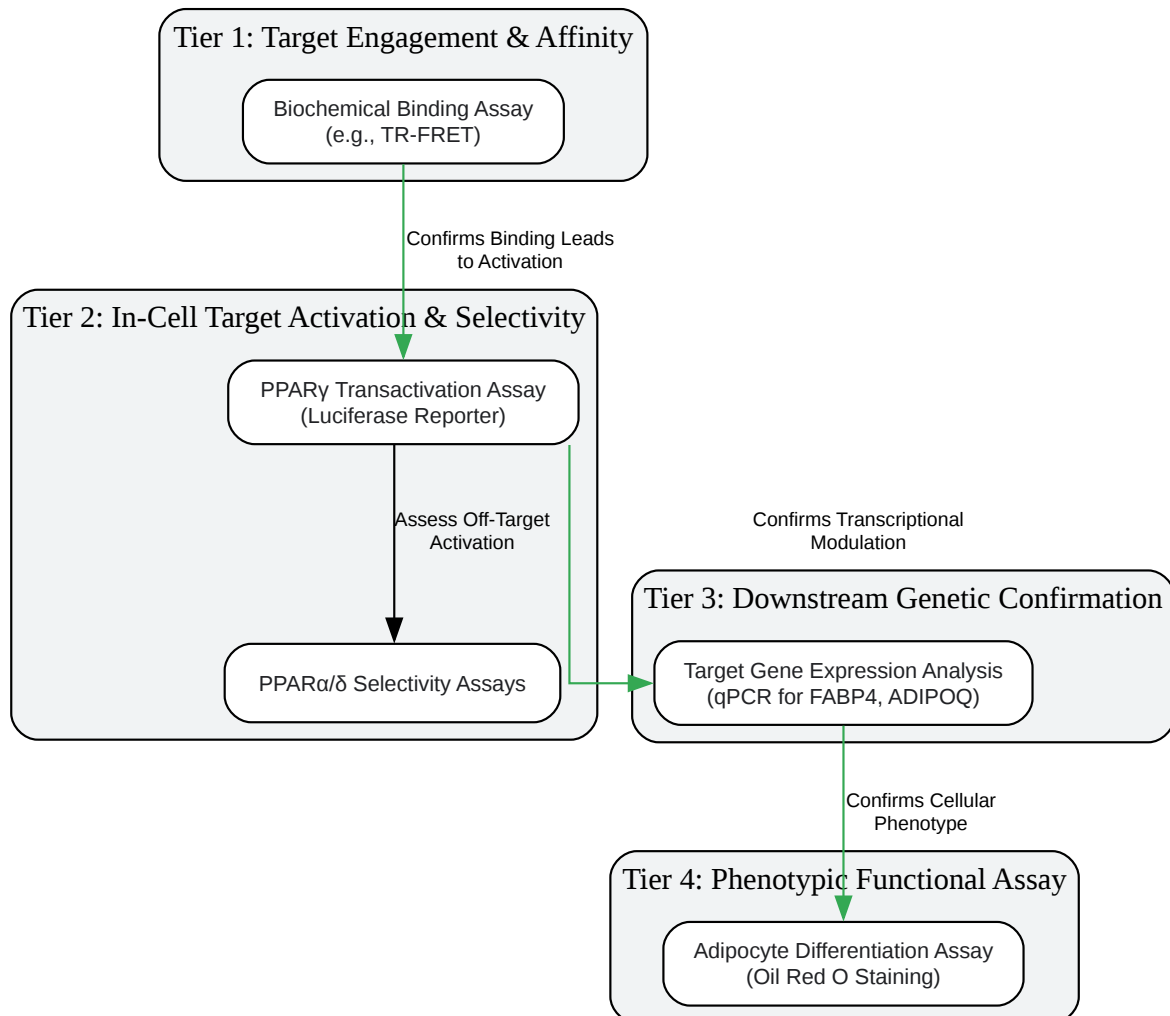 Tier 1: Target Engagement & Affinity
Biochemical Binding Assay
(e.g., TR-FRET)
Confirms Binding Leads
to Activation
Tier 2: In-Cell Target Activation & Selectivity
PPARγ Transactivation Assay
(Luciferase Reporter)
Assess Off-Target
Activation
PPARα/δ Selectivity Assays
Confirms Transcriptional
Modulation
Tier 3: Downstream Genetic Confirmation
Target Gene Expression Analysis
(qPCR for FABP4, ADIPOQ)
Confirms Cellular
Phenotype
Tier 4: Phenotypic Functional Assay
Adipocyte Differentiation Assay
(Oil Red O Staining)